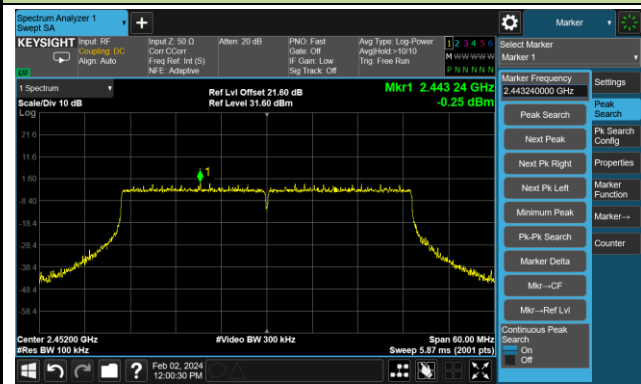 Spectrum Analyzer 1
Swept SA
Marker
KEYSIGHT
Input: RF
Coupling: DC
Align: Auto
Input Z: 50 Ω
Corr CCorr
Freq Ref: Int (S)
NFE: Adaptive
Atten: 20 dB
PNO: Fast
Gate: Off
IF Gain: Low
Sig Track: Off
Avg Type: Log-Power
Avg|Hold:>10/10
Trig: Free Run
1 2 3 4 5 6
M W W W W W
P N N N N N
Select Marker
Marker 1
LVI
1 Spectrum
Scale/Div 10 dB
Log
Ref Lvl Offset 21.60 dB
Ref Level 31.60 dBm
Mkr1 2.443 24 GHz
-0.25 dBm
21.6
11.6
1
-8.40
-18.4
-28.4
-38.4
-48.4
-58.4
Center 2.45200 GHz
#Res BW 100 kHz
#Video BW 300 kHz
Span 60.00 MHz
Sweep 5.87 ms (2001 pts)
Marker Frequency
2.443240000 GHz
Peak Search
Next Peak
Next Pk Right
Next Pk Left
Minimum Peak
Pk-Pk Search
Marker Delta
Mkr→CF
Mkr→Ref Lvl
Continuous Peak
Search
On
Off
Settings
Peak
Search
Pk Search
Config
Properties
Marker
Function
Marker→
Counter
Feb 02, 2024
12:00:30 PM